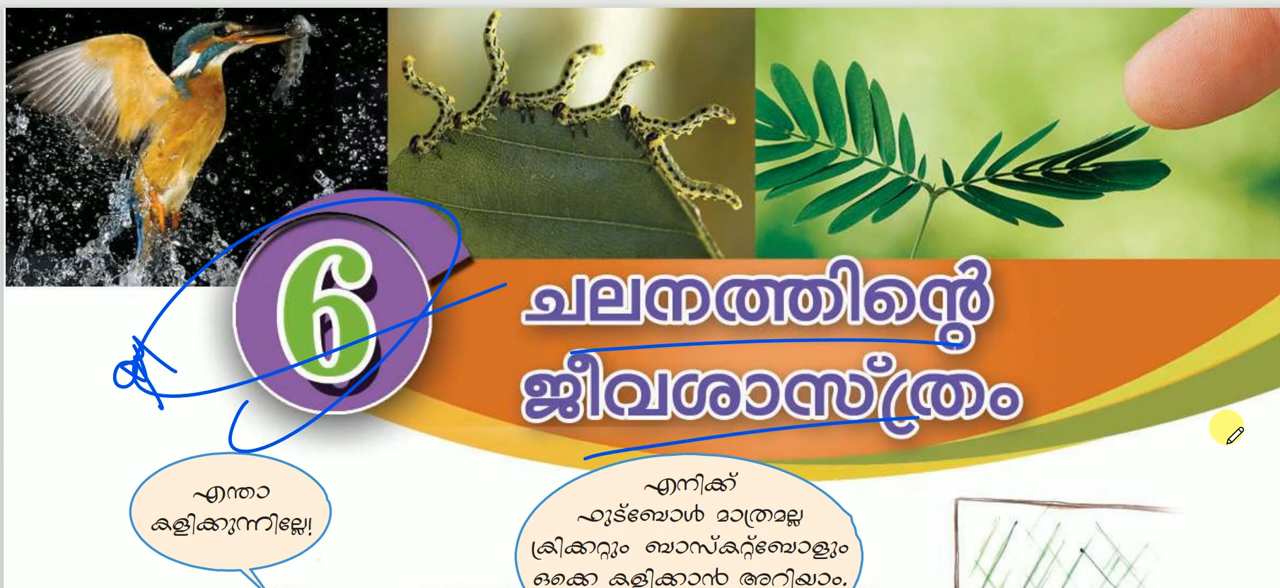 6
ചലനത്തിന്റെ
ജീവശാസ്ത്രം
എന്താ
കളിക്കുന്നില്ലേ!
എനിക്ക്
ഫുട്ബോൾ മാത്രമല്ല
ക്രിക്കറ്റും ബാസ്കറ്റ്ബോളും
ഒക്കെ കളിക്കാൻ അറിയാം.